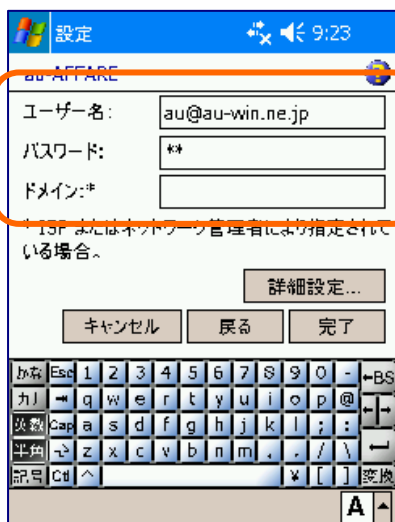 設定 9:23
au-AFFARE
ユーザー名: au@au-win.ne.jp
パスワード: **
ドメイン:*
* ISP またはネットワーク管理者により指定されて
いる場合。
詳細設定...
キャンセル 戻る 完了
かな Esc 1 2 3 4 5 6 7 8 9 0 - ←BS
カナ q w e r t y u i o p @
英数 Cap a s d f g h j k l ; :
半角 z x c v b n m , . / \
記号 Ctl ^ ¥ [ ] 変換
A